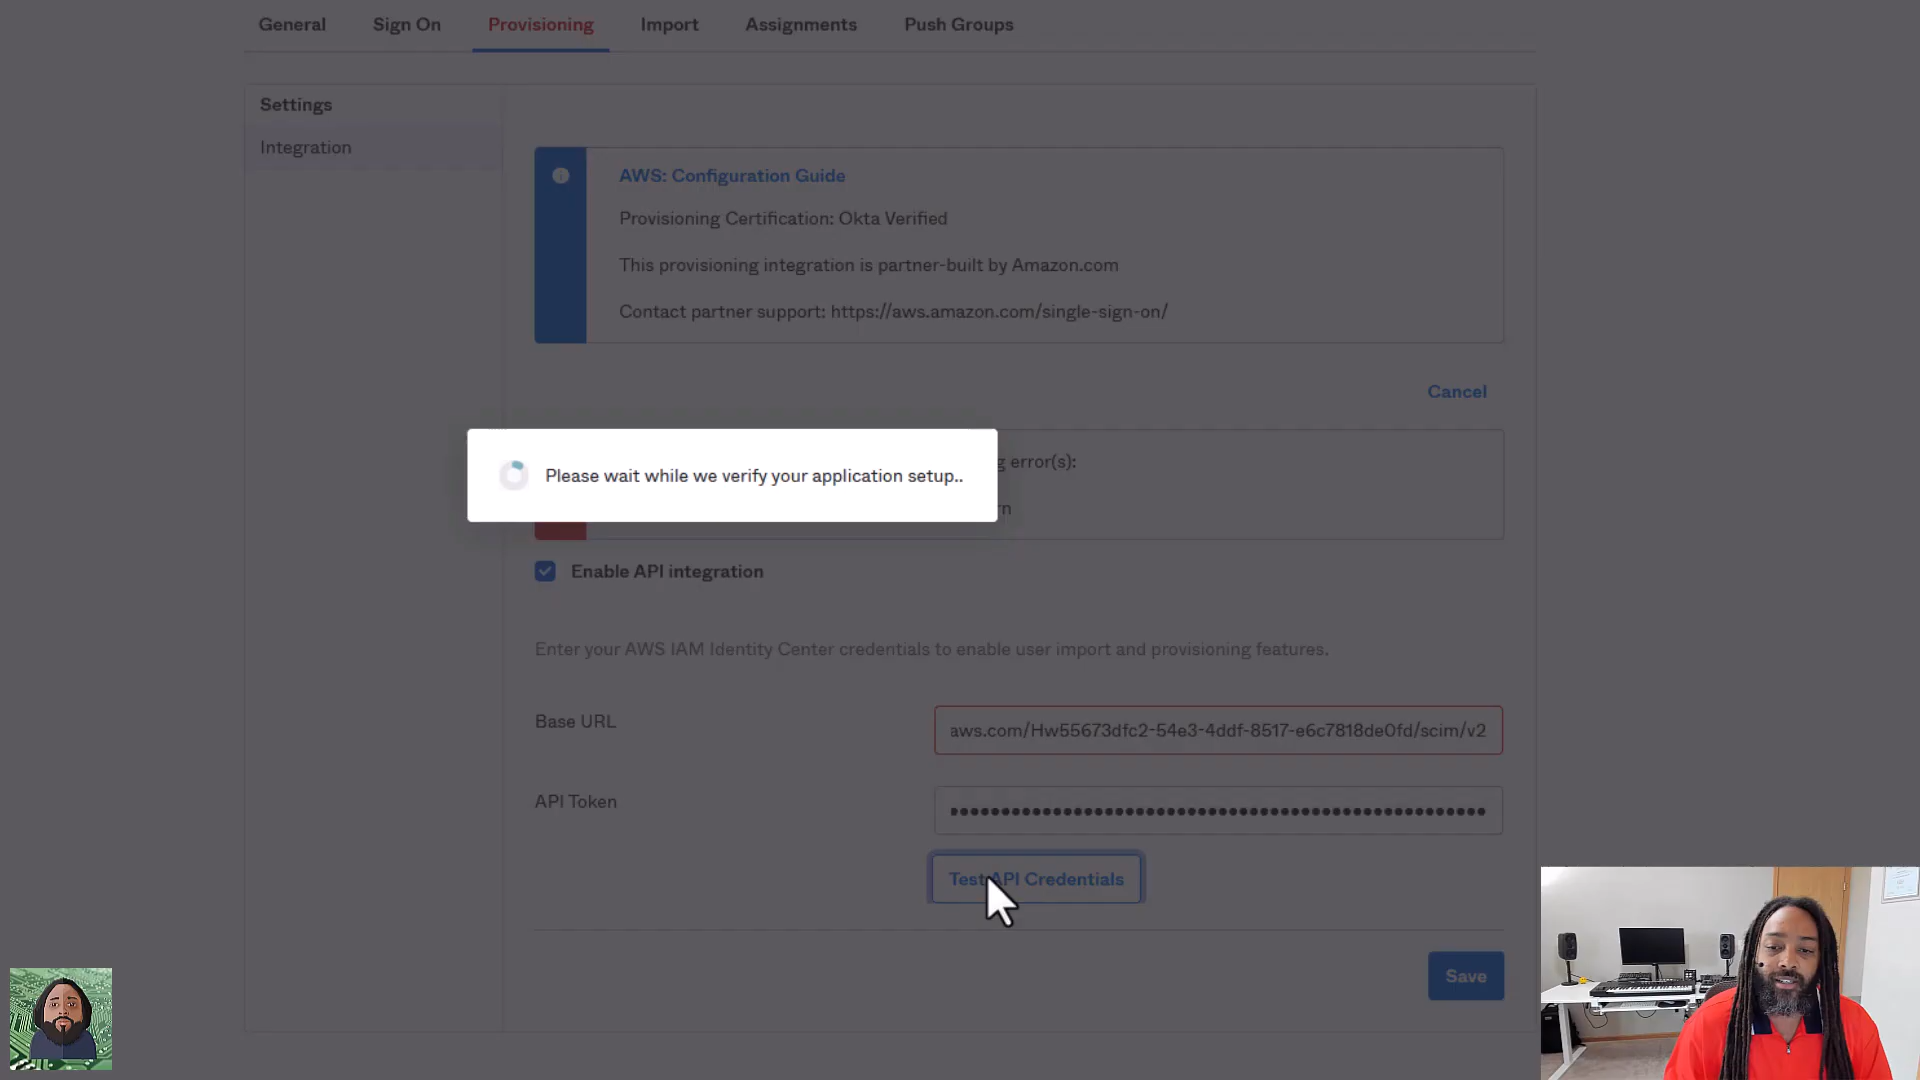 General Sign On Provisioning Import Assignments Push Groups
Settings
Integration
AWS: Configuration Guide
Provisioning Certification: Okta Verified
This provisioning integration is partner-built by Amazon.com
Contact partner support: https://aws.amazon.com/single-sign-on/
Cancel
error(s):
Please wait while we verify your application setup..
Enable API integration
Enter your AWS IAM Identity Center credentials to enable user import and provisioning features.
Base URL
aws.com/Hw55673dfc2-54e3-4ddf-8517-e6c7818de0fd/scim/v2
API Token
Test API Credentials
Save